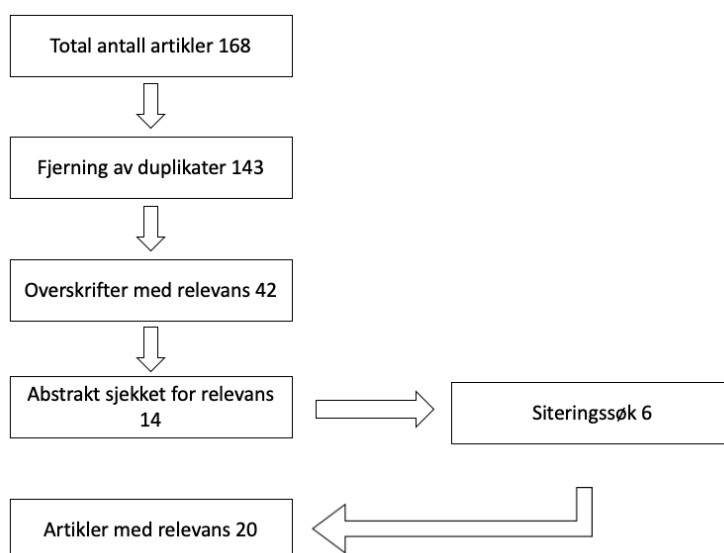 Total antall artikler 168
Fjerning av duplikater 143
Overskrifter med relevans 42
Abstrakt sjekket for relevans
14
Siteringssøk 6
Artikler med relevans 20